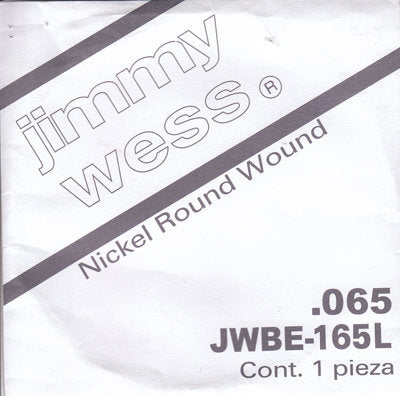 jimmy
wess®
Nickel Round Wound
.065
JWBE-165L
Cont. 1 pieza